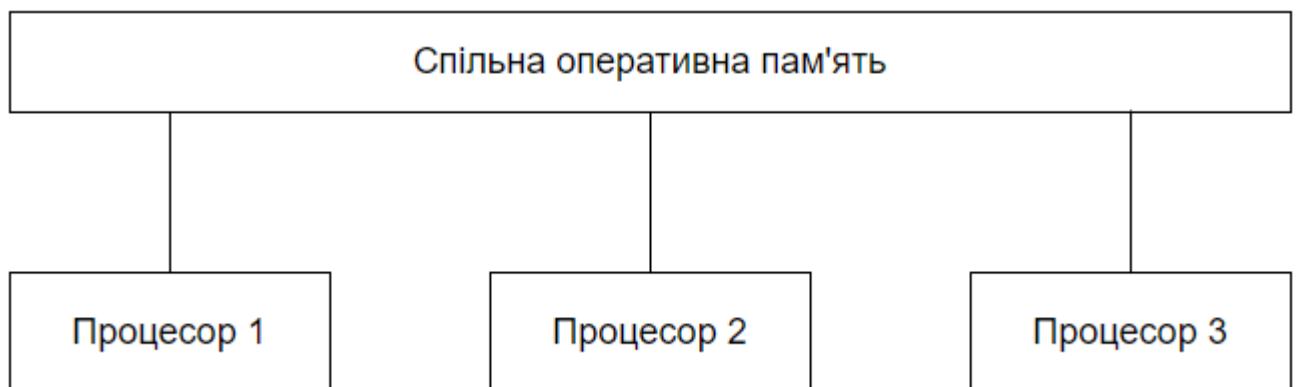 Спільна оперативна пам'ять
Процесор 1
Процесор 2
Процесор 3